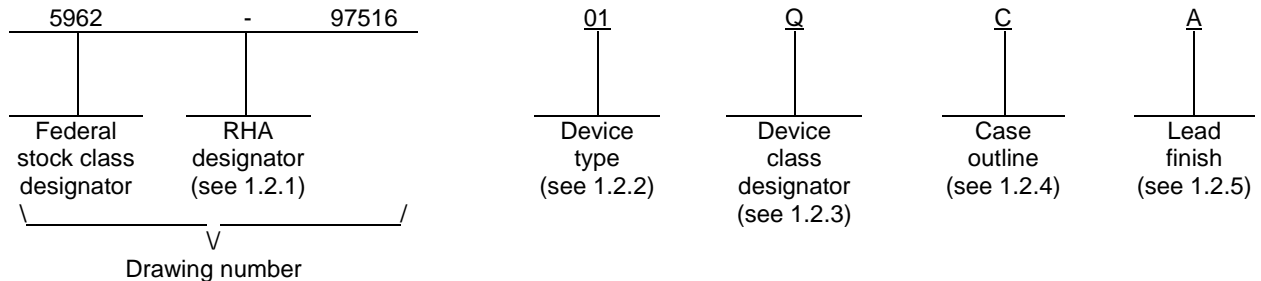 5962 - 97516 01 Q C A
Federal stock class designator
RHA designator (see 1.2.1)
Device type (see 1.2.2)
Device class designator (see 1.2.3)
Case outline (see 1.2.4)
Lead finish (see 1.2.5)
Drawing number